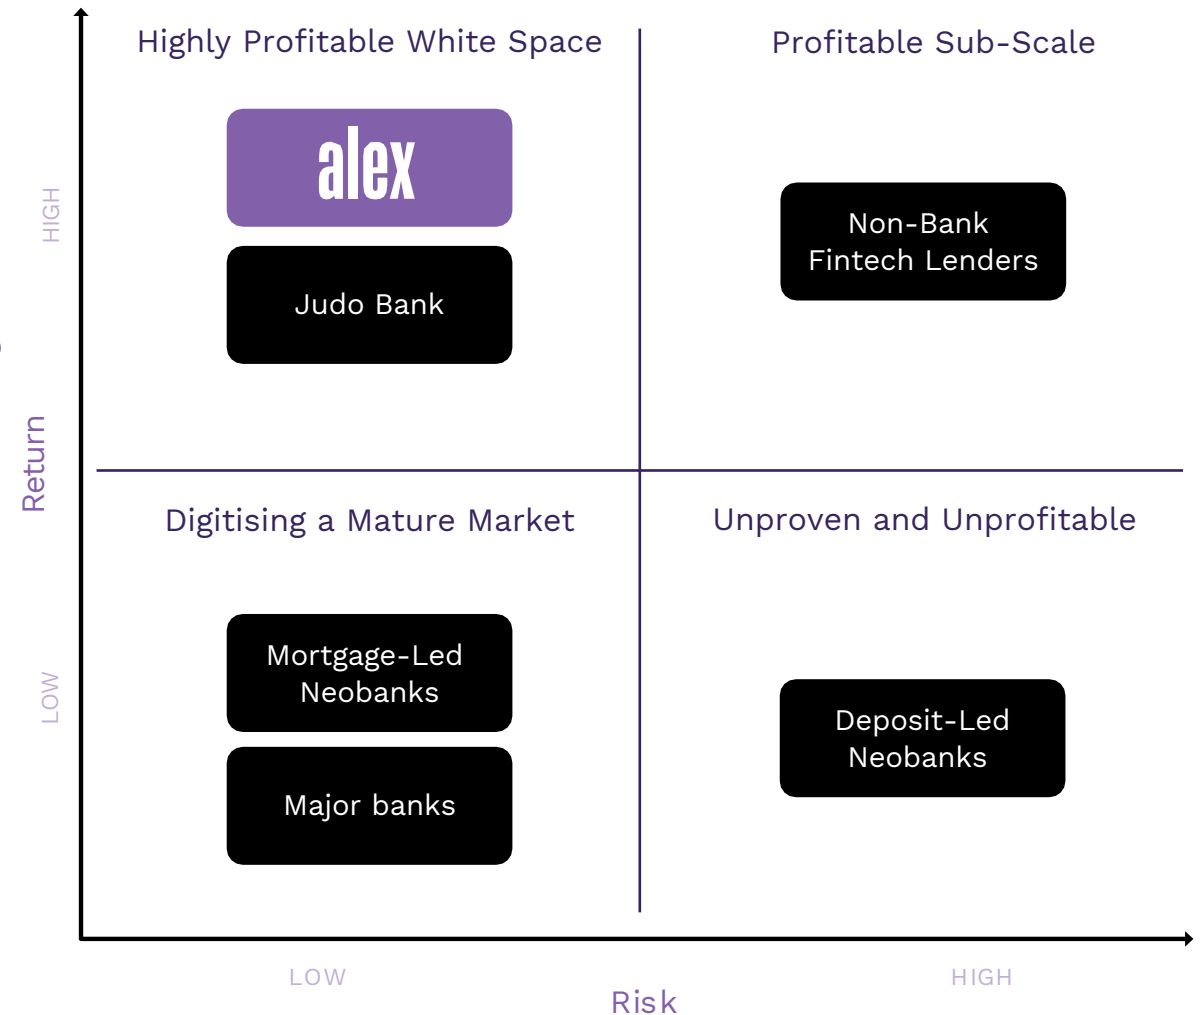 Highly Profitable White Space
Profitable Sub-Scale
alex
HIGH
Non-Bank
Fintech Lenders
Judo Bank
Return
Digitising a Mature Market
Unproven and Unprofitable
Mortgage-Led
Neobanks
LOW
Deposit-Led
Neobanks
Major banks
LOW
HIGH
Risk